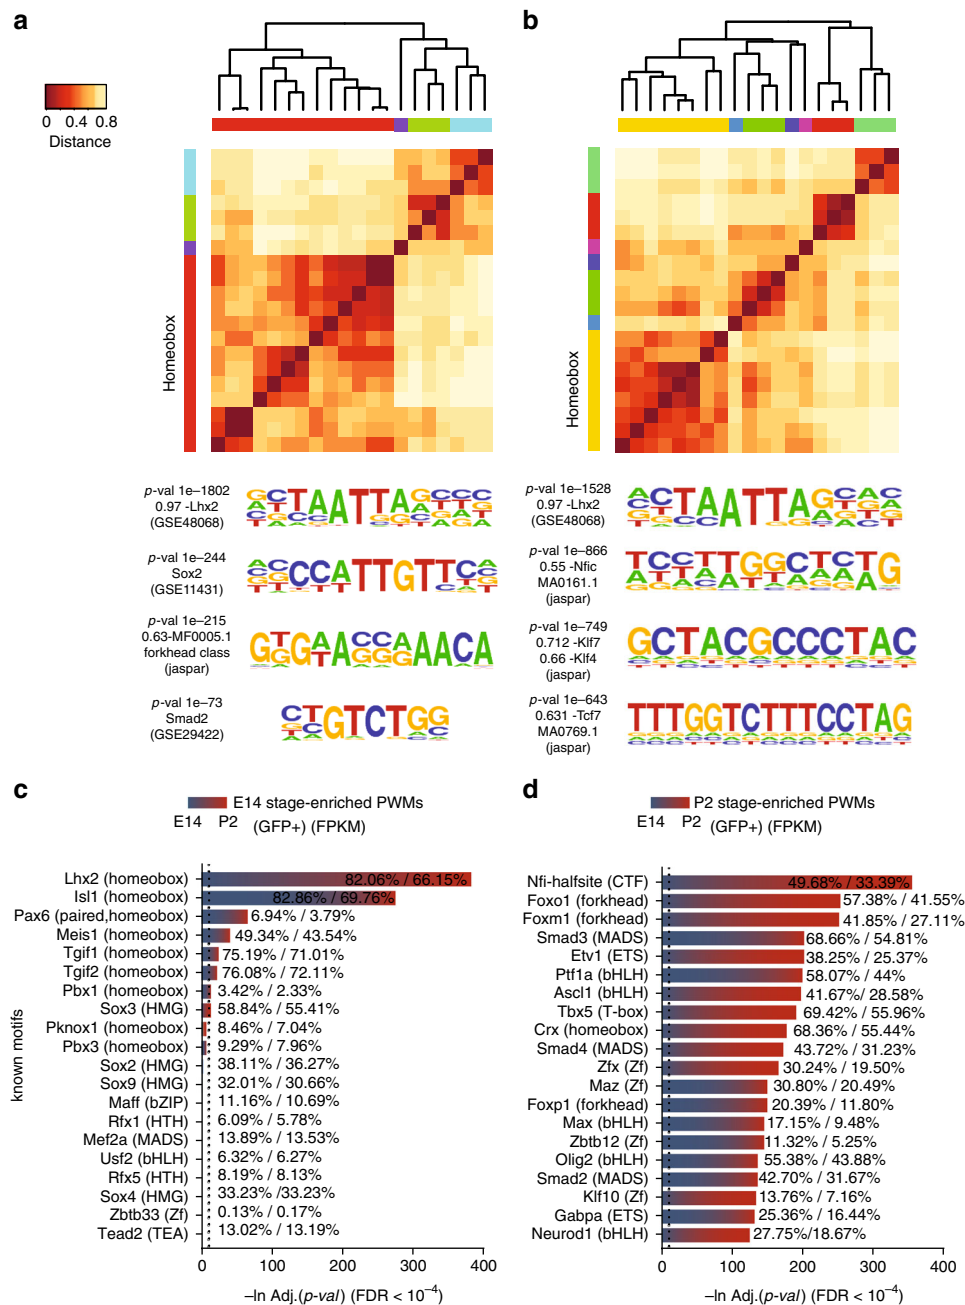 a
b
0 0.4 0.8
Distance
Homeobox
Homeobox
p-val 1e–1802
0.97 -Lhx2
(GSE48068)
p-val 1e–244
Sox2
(GSE11431)
p-val 1e–215
0.63-MF0005.1
forkhead class
(jaspar)
p-val 1e–73
Smad2
(GSE29422)
p-val 1e–1528
0.97 -Lhx2
(GSE48068)
p-val 1e–866
0.55 -Nfic
MA0161.1
(jaspar)
p-val 1e–749
0.712 -Klf7
0.66 -Klf4
p-val 1e–643
0.631 -Tcf7
MA0769.1
(jaspar)
c
E14 stage-enriched PWMs
E14 P2 (GFP+) (FPKM)
known motifs
Lhx2 (homeobox) 82.06% / 66.15%
Isl1 (homeobox) 82.86% / 69.76%
Pax6 (paired,homeobox) 6.94% / 3.79%
Meis1 (homeobox) 49.34% / 43.54%
Tgif1 (homeobox) 75.19% / 71.01%
Tgif2 (homeobox) 76.08% / 72.11%
Pbx1 (homeobox) 3.42% / 2.33%
Sox3 (HMG) 58.84% / 55.41%
Pknox1 (homeobox) 8.46% / 7.04%
Pbx3 (homeobox) 9.29% / 7.96%
Sox2 (HMG) 38.11% / 36.27%
Sox9 (HMG) 32.01% / 30.66%
Maff (bZIP) 11.16% / 10.69%
Rfx1 (HTH) 6.09% / 5.78%
Mef2a (MADS) 13.89% / 13.53%
Usf2 (bHLH) 6.32% / 6.27%
Rfx5 (HTH) 8.19% / 8.13%
Sox4 (HMG) 33.23% /33.23%
Zbtb33 (Zf) 0.13% / 0.17%
Tead2 (TEA) 13.02% / 13.19%
0 100 200 300 400
–ln Adj.(p-val) (FDR < 10⁻⁴)
d
P2 stage-enriched PWMs
E14 P2 (GFP+) (FPKM)
Nfi-halfsite (CTF) 49.68% / 33.39%
Foxo1 (forkhead) 57.38% / 41.55%
Foxm1 (forkhead) 41.85% / 27.11%
Smad3 (MADS) 68.66% / 54.81%
Etv1 (ETS) 38.25% / 25.37%
Ptf1a (bHLH) 58.07% / 44%
Ascl1 (bHLH) 41.67% / 28.58%
Tbx5 (T-box) 69.42% / 55.96%
Crx (homeobox) 68.36% / 55.44%
Smad4 (MADS) 43.72% / 31.23%
Zfx (Zf) 30.24% / 19.50%
Maz (Zf) 30.80% / 20.49%
Foxp1 (forkhead) 20.39% / 11.80%
Max (bHLH) 17.15% / 9.48%
Zbtb12 (Zf) 11.32% / 5.25%
Olig2 (bHLH) 55.38% / 43.88%
Smad2 (MADS) 42.70% / 31.67%
Klf10 (Zf) 13.76% / 7.16%
Gabpa (ETS) 25.36% / 16.44%
Neurod1 (bHLH) 27.75%/18.67%
0 100 200 300 400
–ln Adj.(p-val) (FDR < 10⁻⁴)